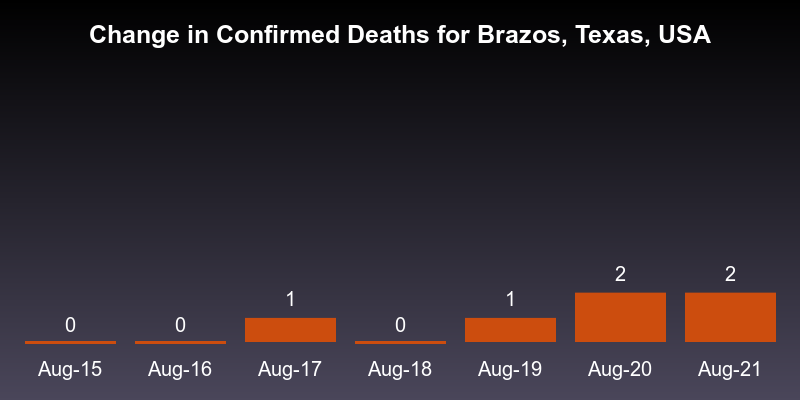 Change in Confirmed Deaths for Brazos, Texas, USA
2 2
1 1
0 0 0
Aug-15 Aug-16 Aug-17 Aug-18 Aug-19 Aug-20 Aug-21